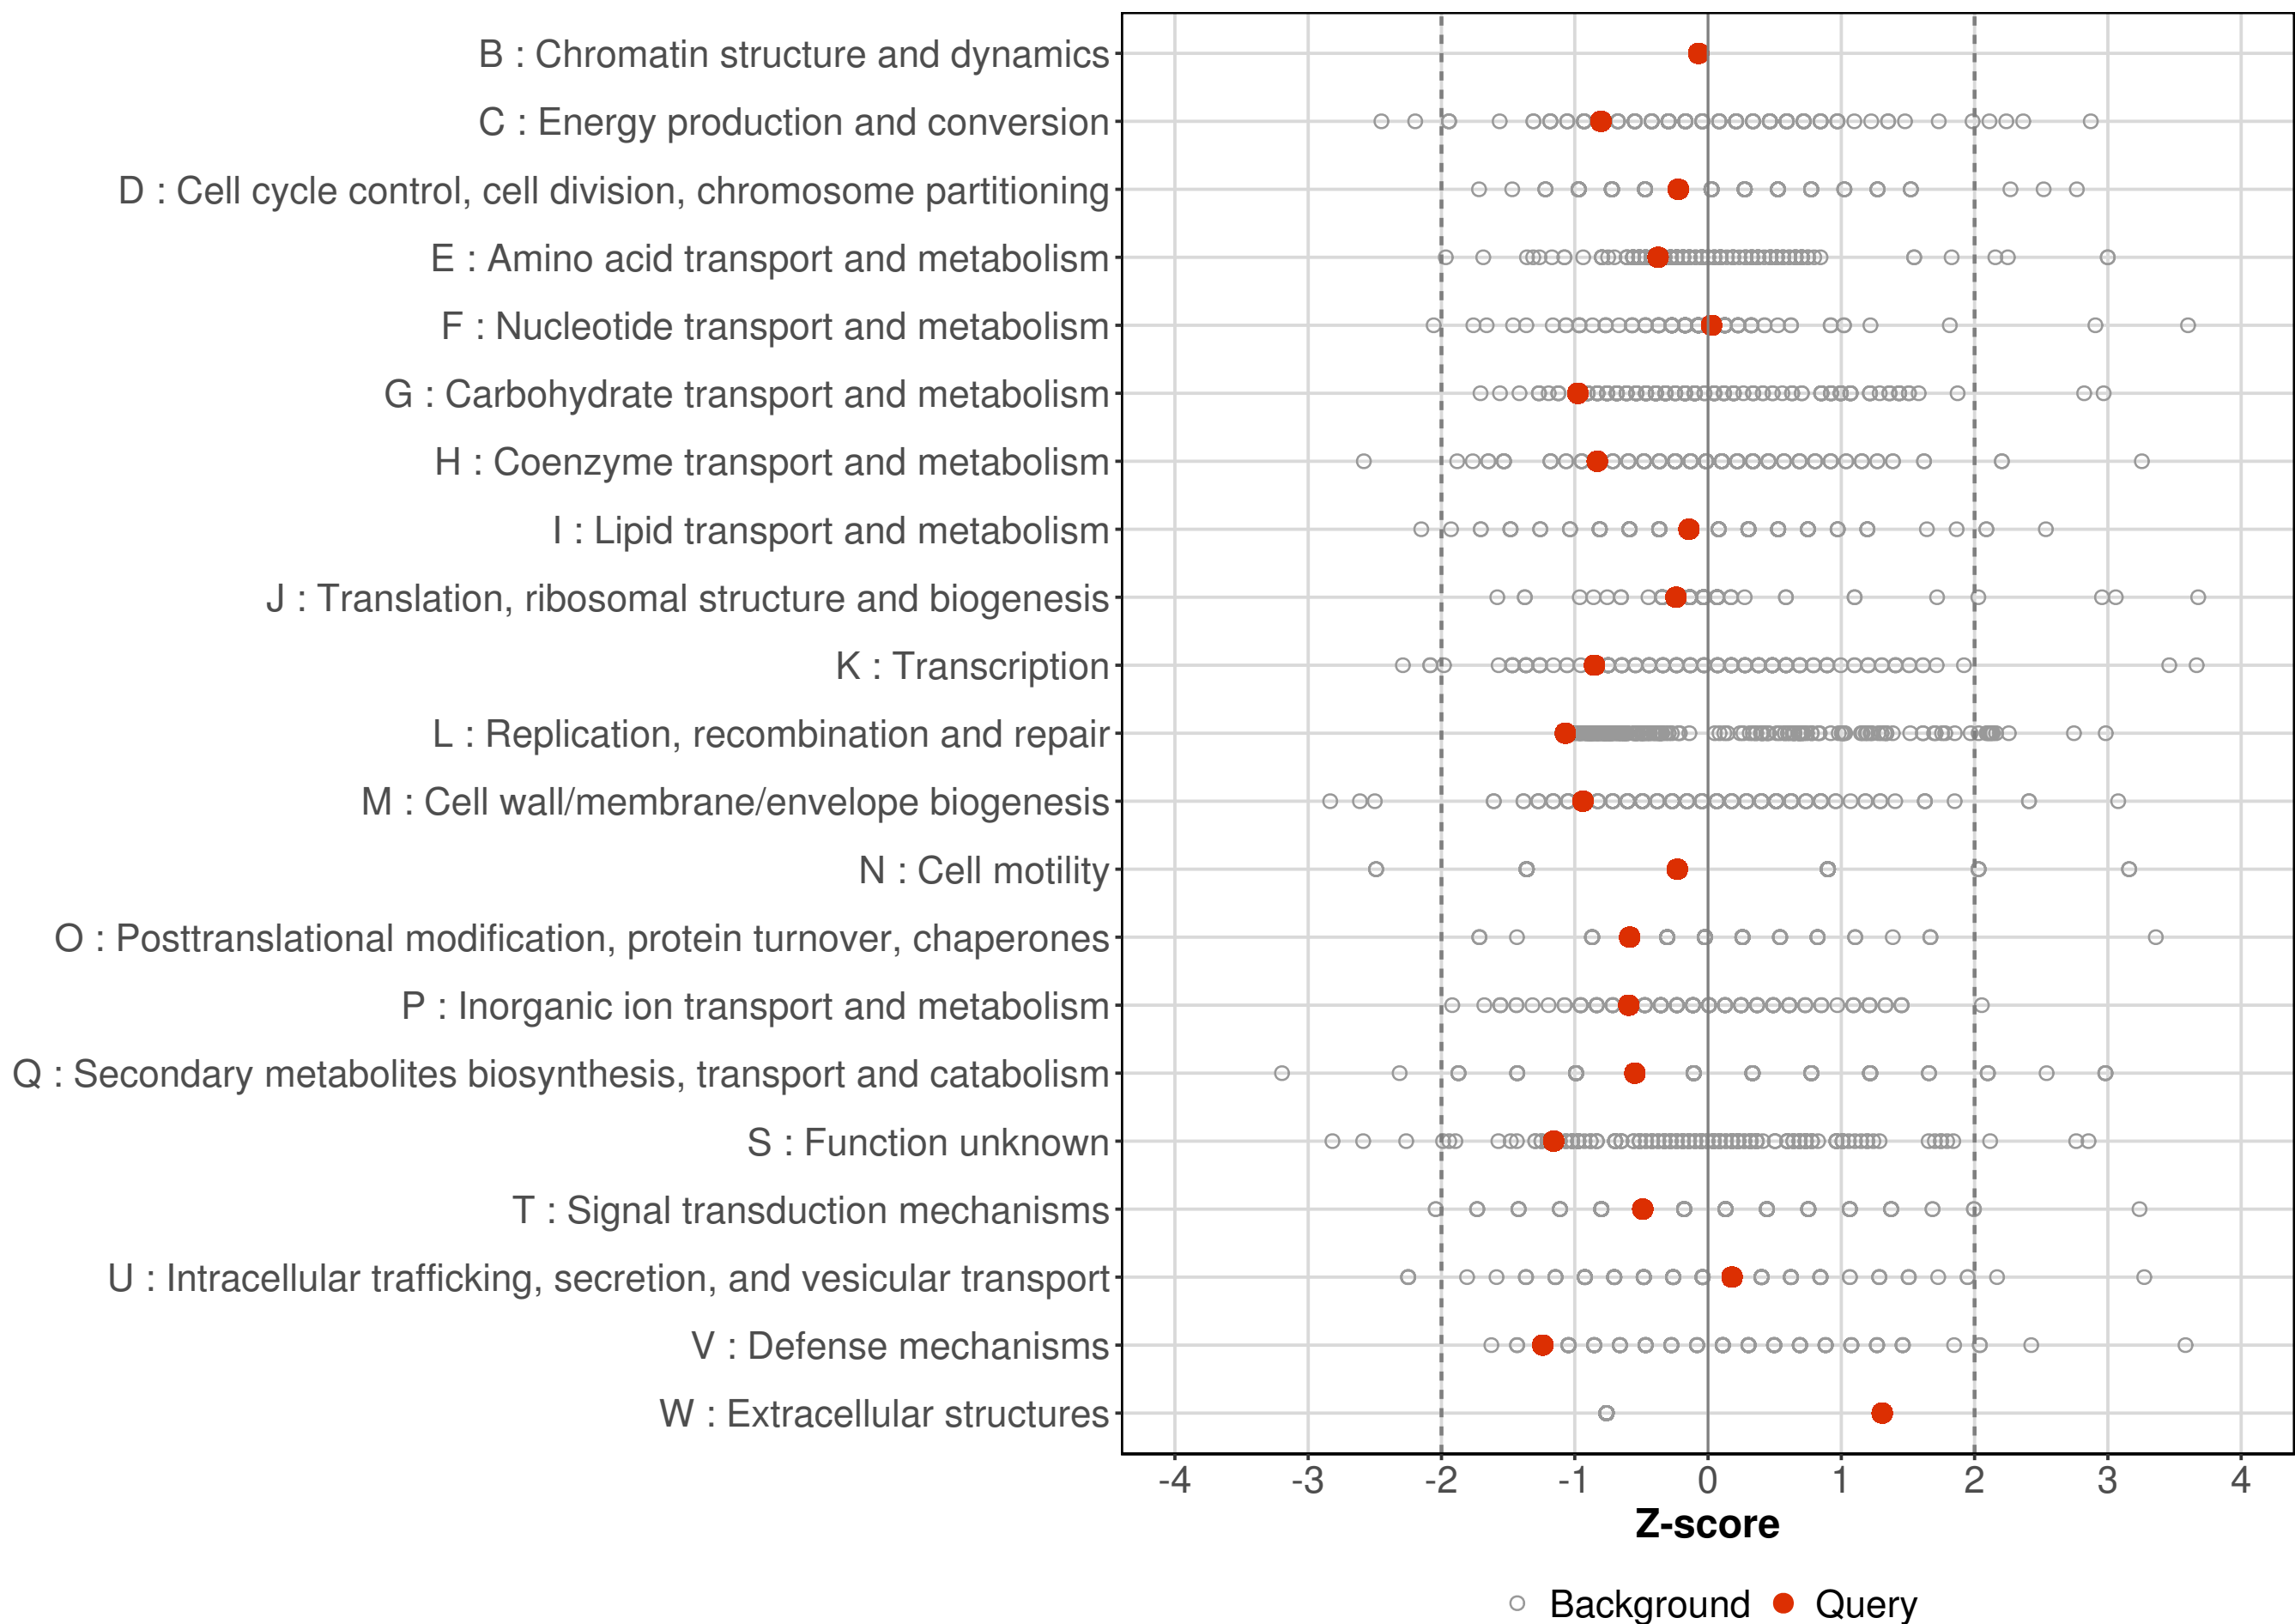 B : Chromatin structure and dynamics
C : Energy production and conversion
D : Cell cycle control, cell division, chromosome partitioning
E : Amino acid transport and metabolism
F : Nucleotide transport and metabolism
G : Carbohydrate transport and metabolism
H : Coenzyme transport and metabolism
I : Lipid transport and metabolism
J : Translation, ribosomal structure and biogenesis
K : Transcription
L : Replication, recombination and repair
M : Cell wall/membrane/envelope biogenesis
N : Cell motility
O : Posttranslational modification, protein turnover, chaperones
P : Inorganic ion transport and metabolism
Q : Secondary metabolites biosynthesis, transport and catabolism
S : Function unknown
T : Signal transduction mechanisms
U : Intracellular trafficking, secretion, and vesicular transport
V : Defense mechanisms
W : Extracellular structures
-4 -3 -2 -1 0 1 2 3 4
Z-score
Background Query